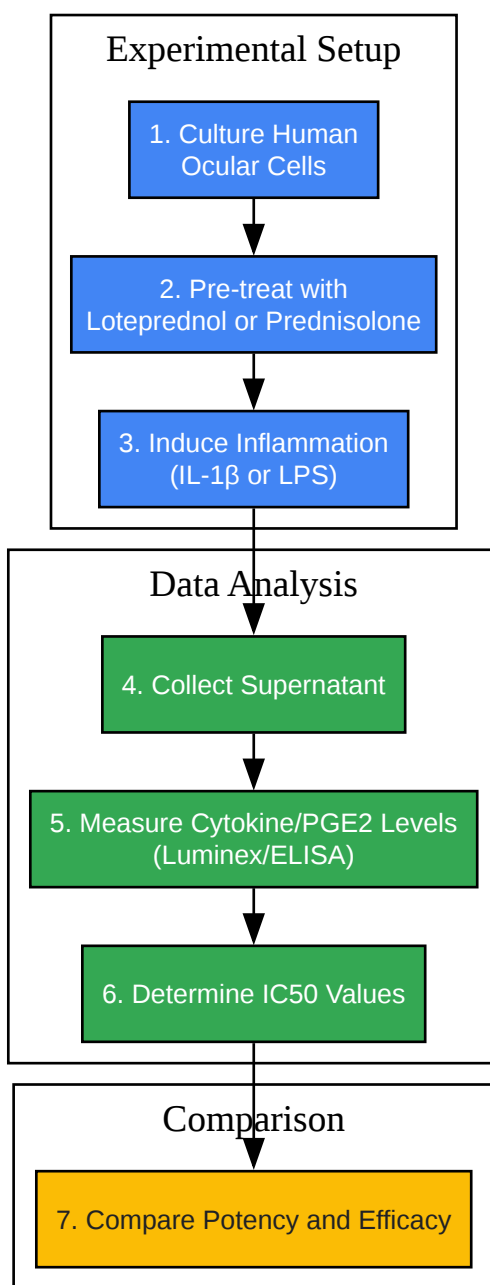 Experimental Setup
1. Culture Human
Ocular Cells
2. Pre-treat with
Loteprednol or Prednisolone
3. Induce Inflammation
(IL-1β or LPS)
Data Analysis
4. Collect Supernatant
5. Measure Cytokine/PGE2 Levels
(Luminex/ELISA)
6. Determine IC50 Values
Comparison
7. Compare Potency and Efficacy